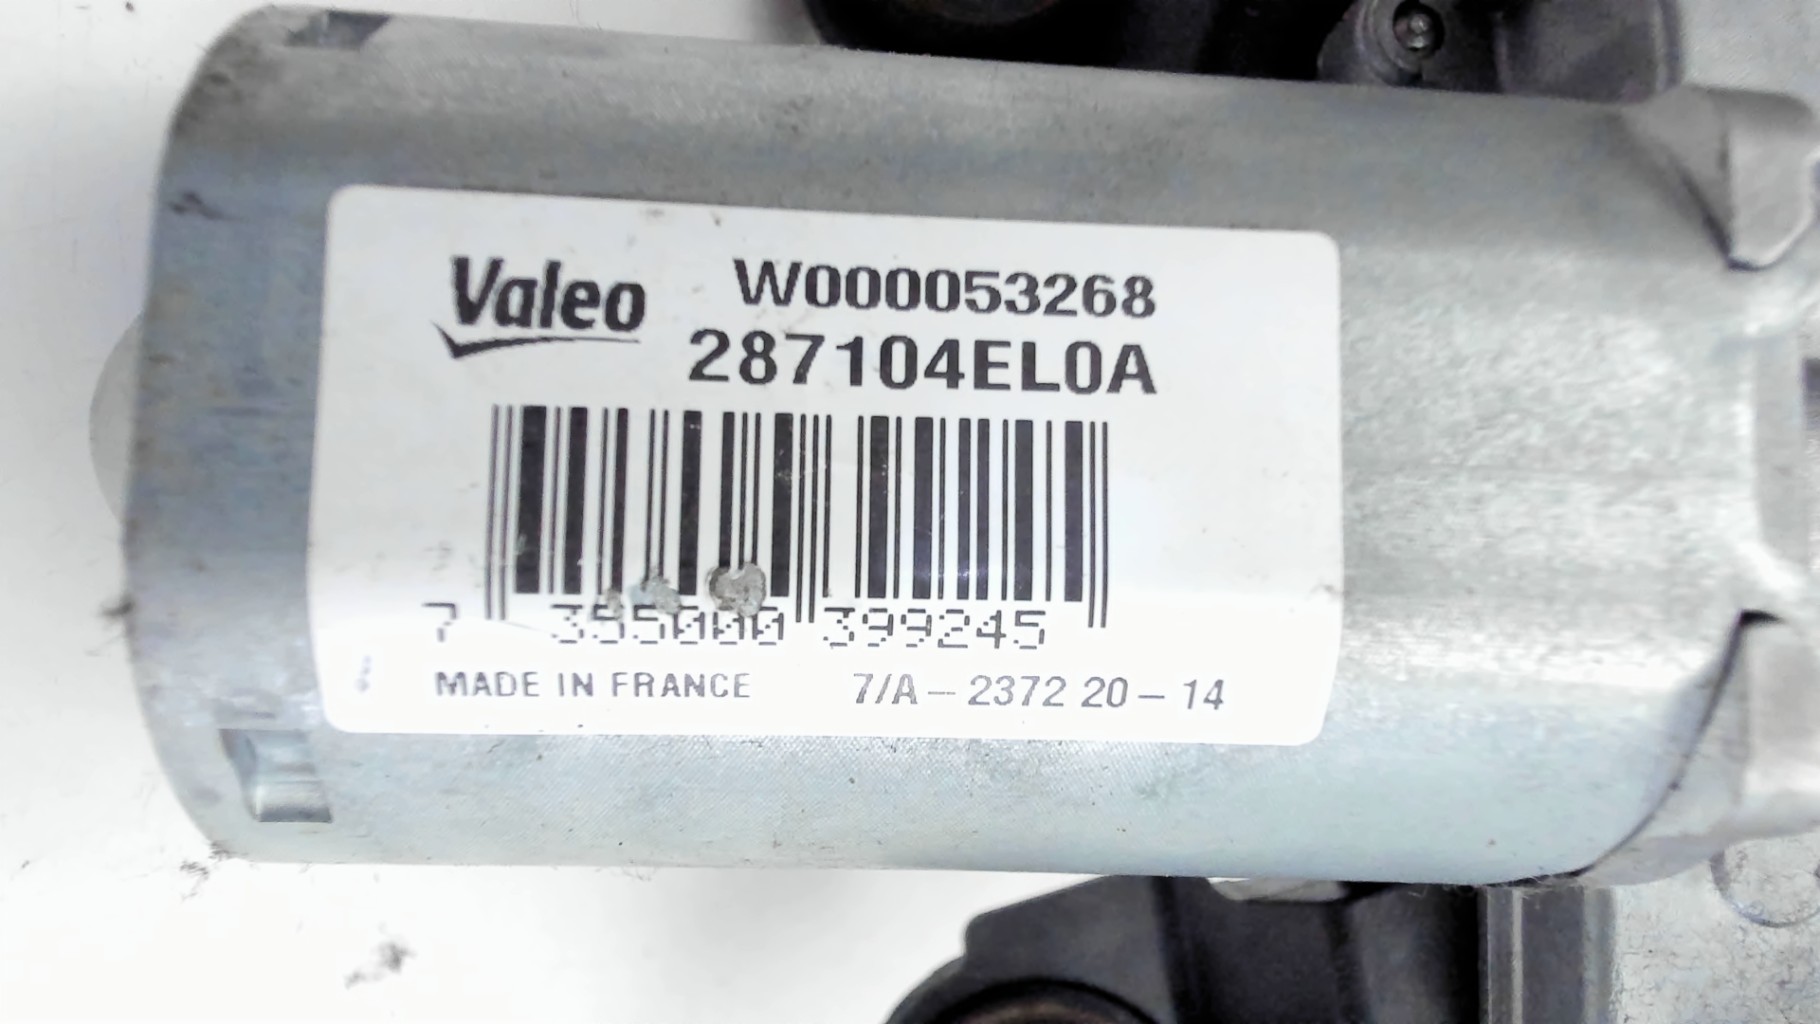 Valeo W000053268
287104EL0A
7 355000 399245
MADE IN FRANCE 7/A - 2372 20 - 14